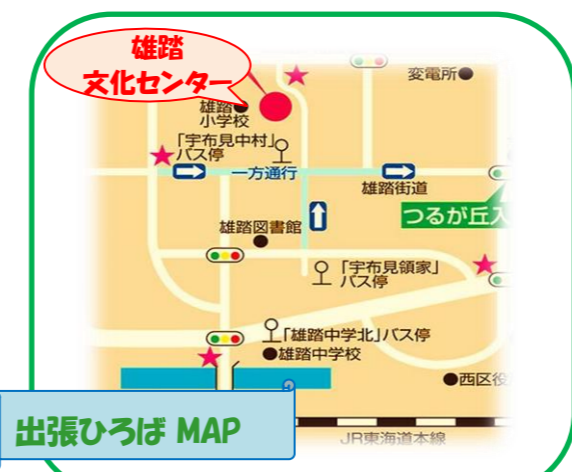 雄踏
文化センター
変電所
雄踏
小学校
「宇布見中村」
バス停
一方通行
雄踏街道
つるが丘入
雄踏図書館
「宇布見領家」
バス停
「雄踏中学北」バス停
雄踏中学校
西区役
出張ひろば MAP
JR東海道本線